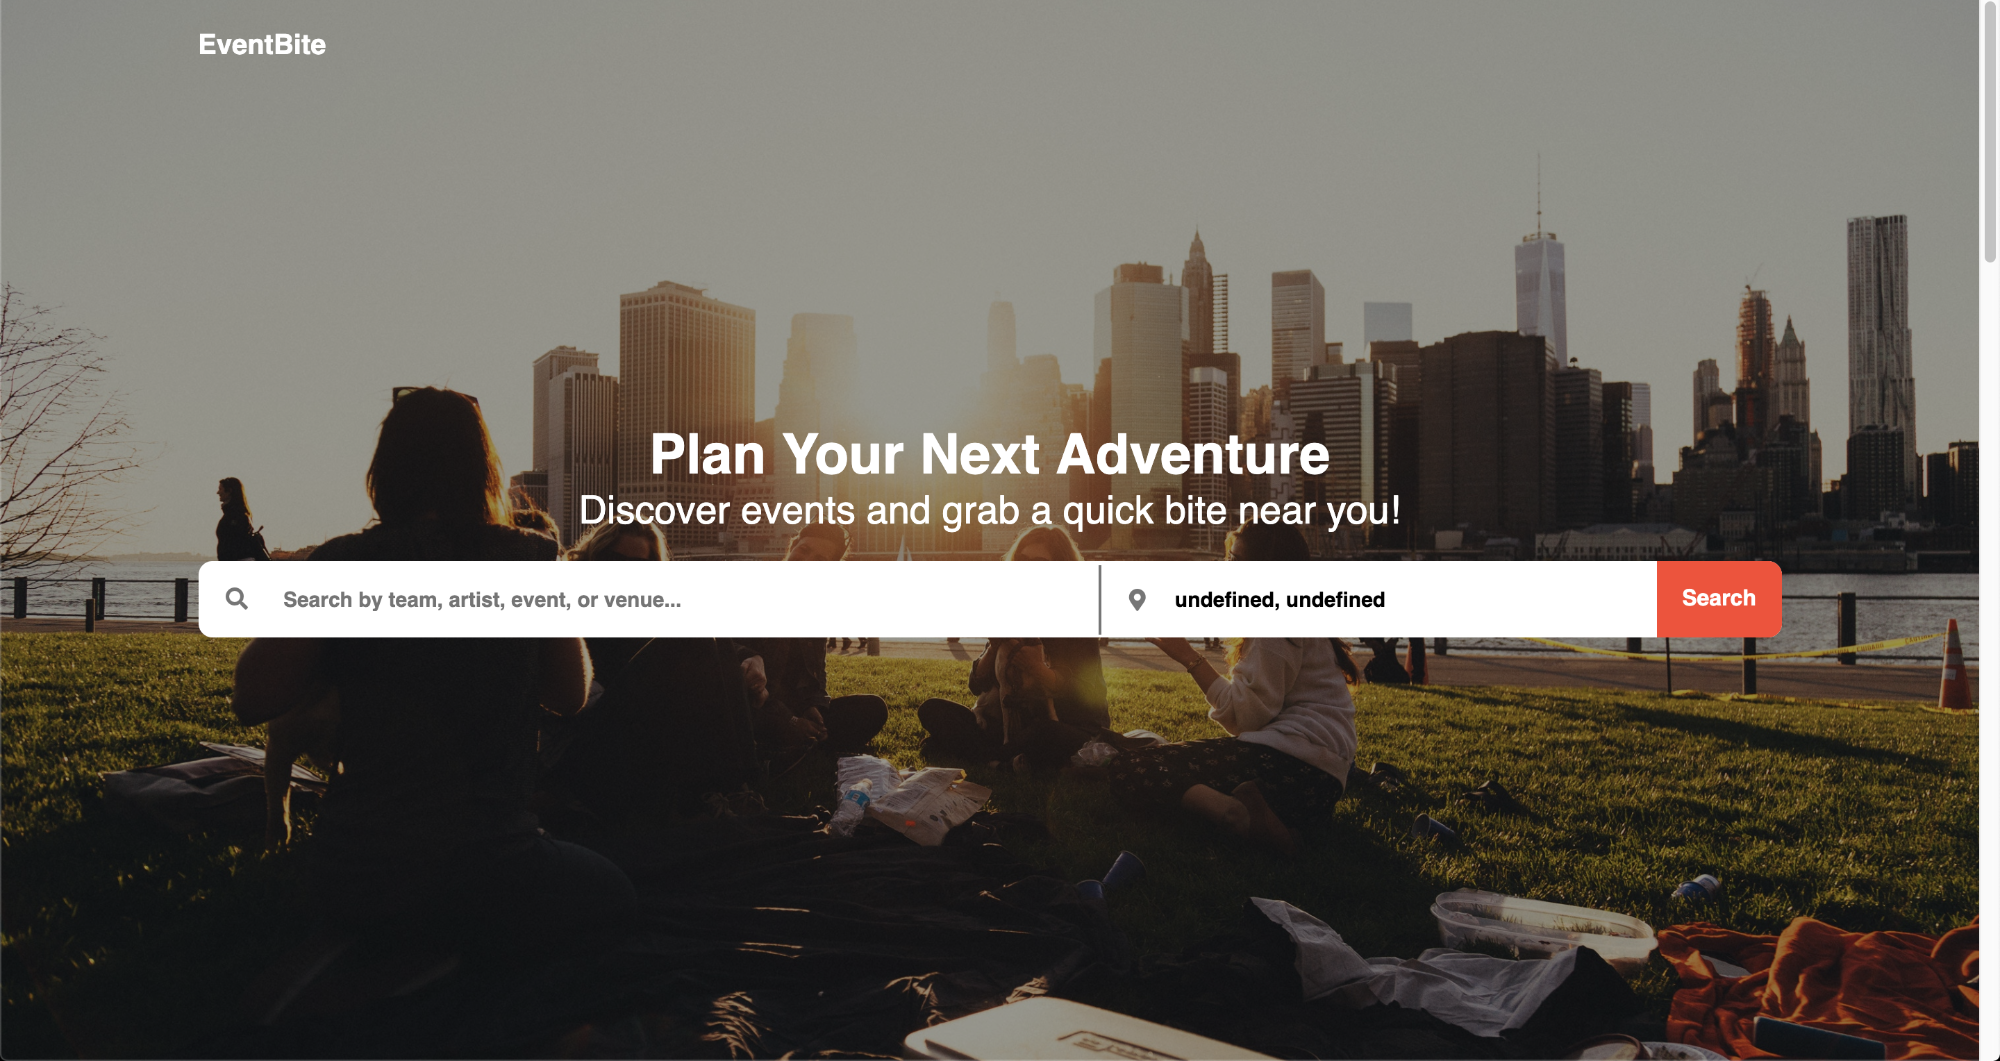 EventBite
Plan Your Next Adventure
Discover events and grab a quick bite near you!
Search by team, artist, event, or venue...
undefined, undefined
Search